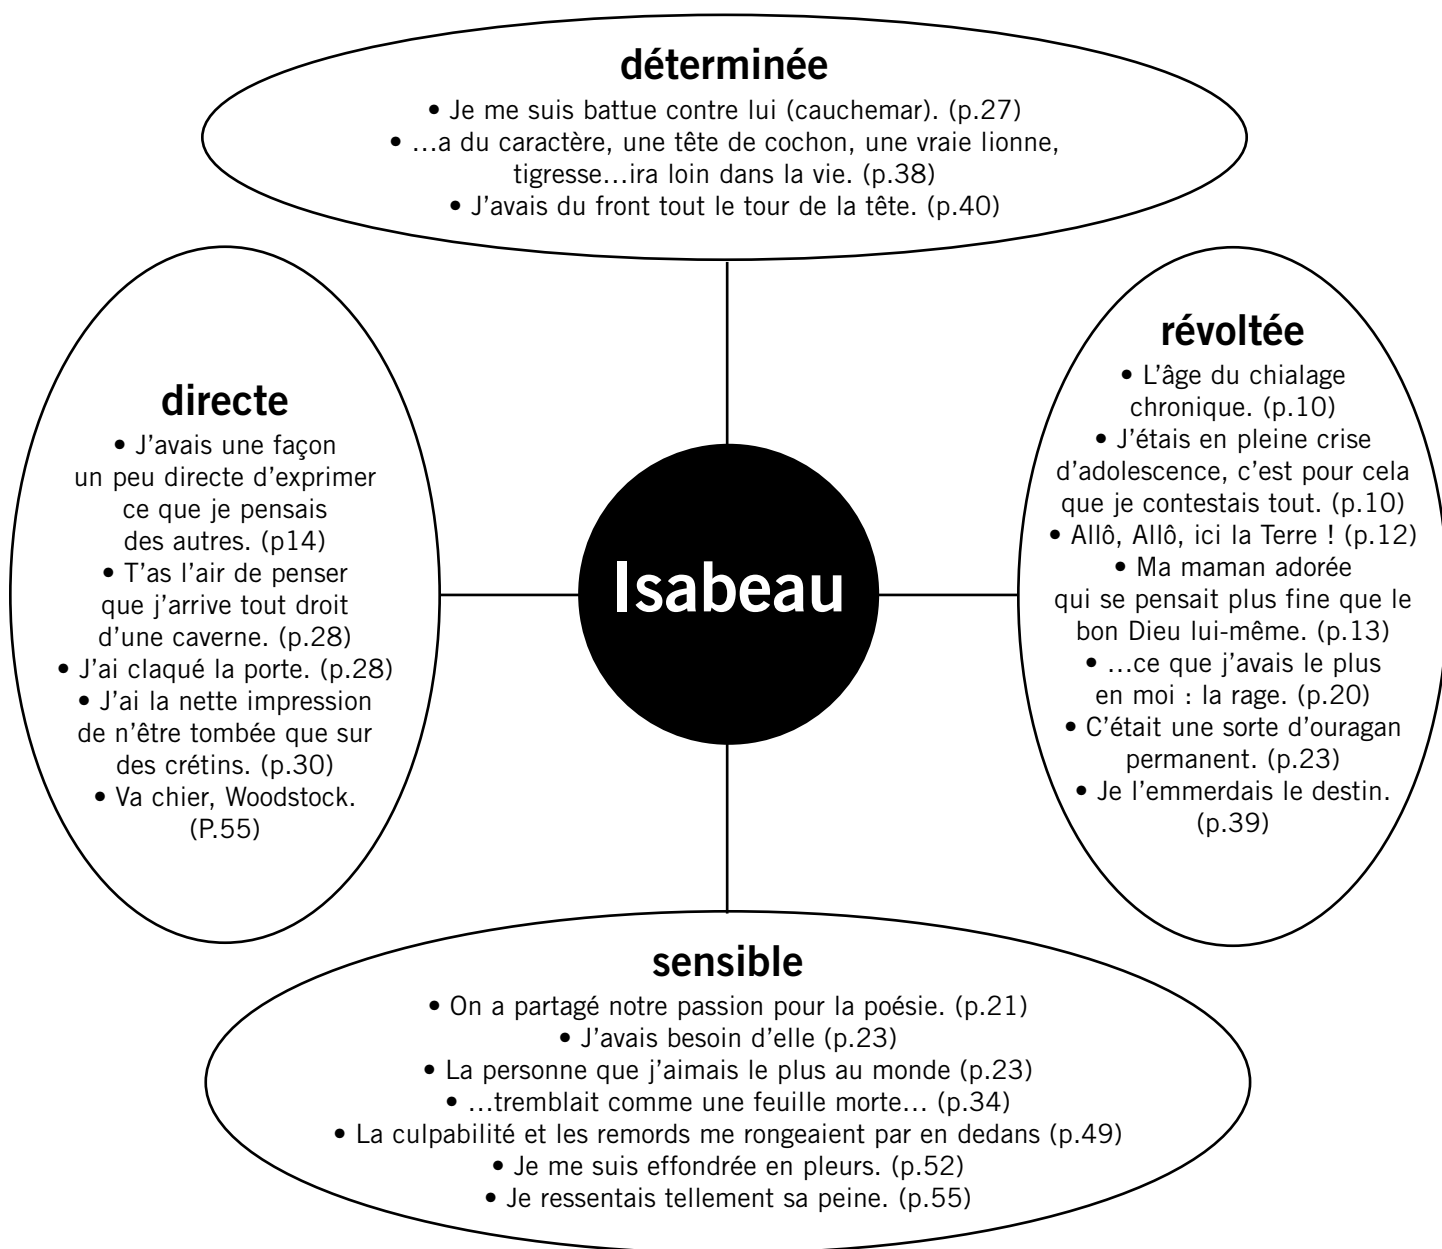 déterminée
• Je me suis battue contre lui (cauchemar). (p.27)
• …a du caractère, une tête de cochon, une vraie lionne,
tigresse…ira loin dans la vie. (p.38)
• J'avais du front tout le tour de la tête. (p.40)
directe
• J'avais une façon
un peu directe d'exprimer
ce que je pensais
des autres. (p14)
• T'as l'air de penser
que j'arrive tout droit
d'une caverne. (p.28)
• J'ai claqué la porte. (p.28)
• J'ai la nette impression
de n'être tombée que sur
des crétins. (p.30)
• Va chier, Woodstock.
(P.55)
Isabeau
révoltée
• L'âge du chialage
chronique. (p.10)
• J'étais en pleine crise
d'adolescence, c'est pour cela
que je contestais tout. (p.10)
• Allô, Allô, ici la Terre ! (p.12)
• Ma maman adorée
qui se pensait plus fine que le
bon Dieu lui-même. (p.13)
• …ce que j'avais le plus
en moi : la rage. (p.20)
• C'était une sorte d'ouragan
permanent. (p.23)
• Je l'emmerdais le destin.
(p.39)
sensible
• On a partagé notre passion pour la poésie. (p.21)
• J'avais besoin d'elle (p.23)
• La personne que j'aimais le plus au monde (p.23)
• …tremblait comme une feuille morte… (p.34)
• La culpabilité et les remords me rongeaient par en dedans (p.49)
• Je me suis effondrée en pleurs. (p.52)
• Je ressentais tellement sa peine. (p.55)